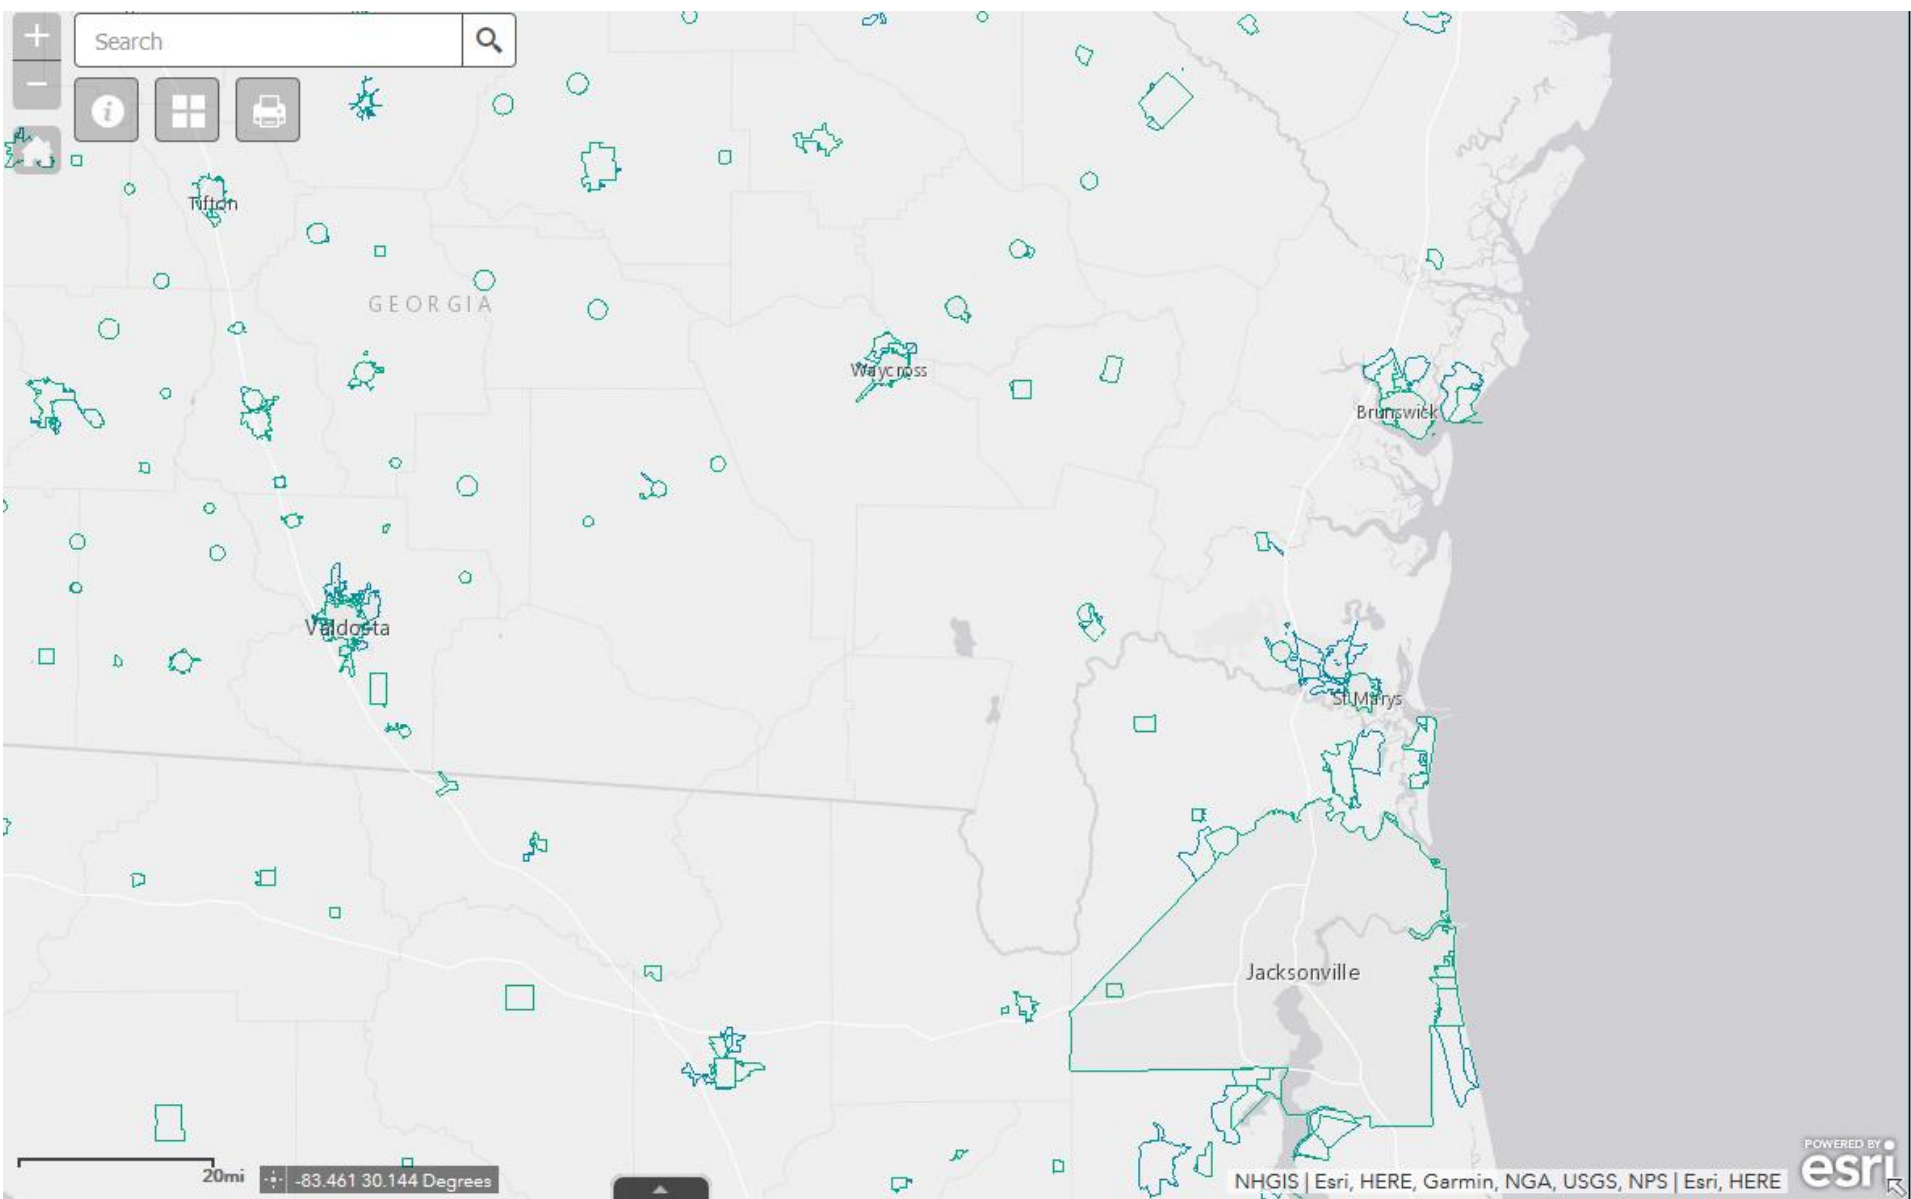 +
Search
−
i
Tifton
GEORGIA
Waycross
Brunswick
Valdosta
St Marys
Jacksonville
20mi
-83.461 30.144 Degrees
NHGIS | Esri, HERE, Garmin, NGA, USGS, NPS | Esri, HERE
POWERED BY
esri